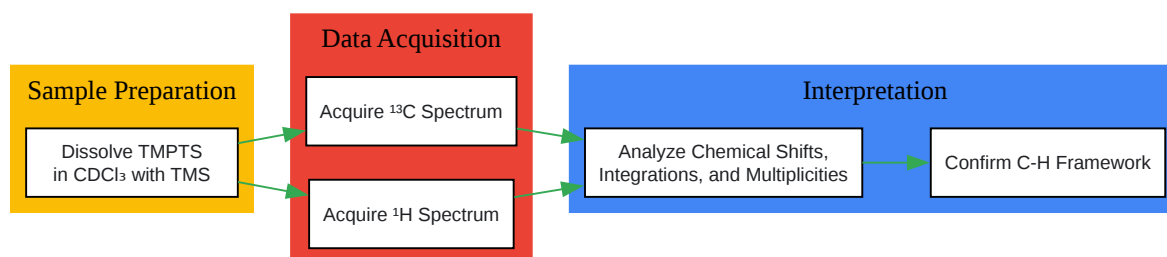 Sample Preparation
Dissolve TMPTS
in CDCl₃ with TMS
Data Acquisition
Acquire ¹³C Spectrum
Acquire ¹H Spectrum
Interpretation
Analyze Chemical Shifts,
Integrations, and Multiplicities
Confirm C-H Framework